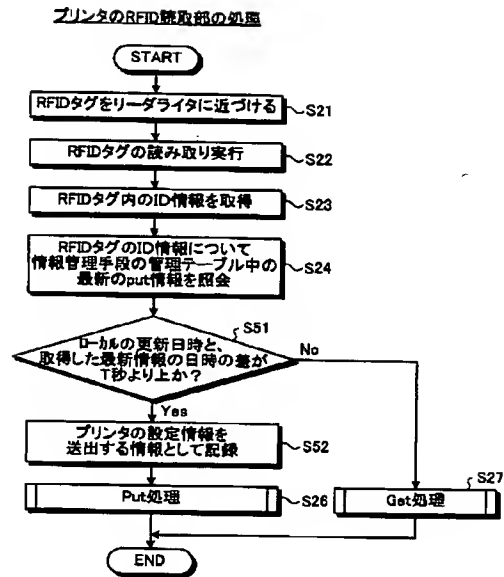 プリンタのRFID読取部の処理
START
RFIDタグをリーダライタに近づける
S21
RFIDタグの読み取り実行
S22
RFIDタグ内のID情報を取得
S23
RFIDタグのID情報について
情報管理手段の管理テーブル中の
最新のput情報を照会
S24
S51
ローカルの更新日時と、
取得した最新情報の日時の差が
T秒より上か？
No
Yes
プリンタの設定情報を
送出する情報として記録
S52
Put処理
S26
Get処理
S27
END